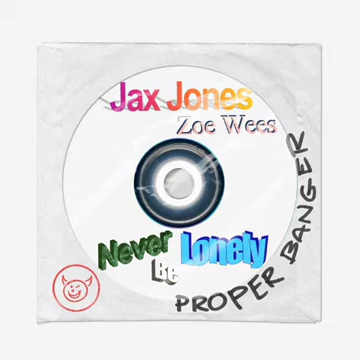 Jax Jones
Zoe Wees
Never Be Lonely
PROPER BANGER